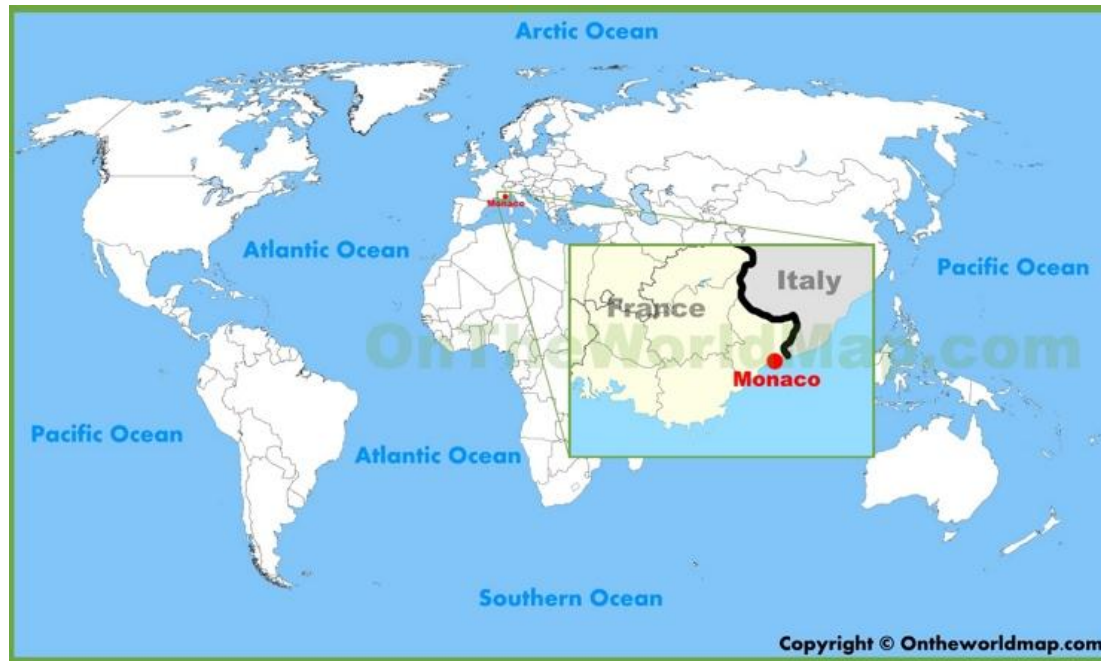 Arctic Ocean
Monaco
Atlantic Ocean
Pacific Ocean
Italy
France
OnTheWorldMap.com
Monaco
Pacific Ocean
Atlantic Ocean
Southern Ocean
Copyright © Ontheworldmap.com